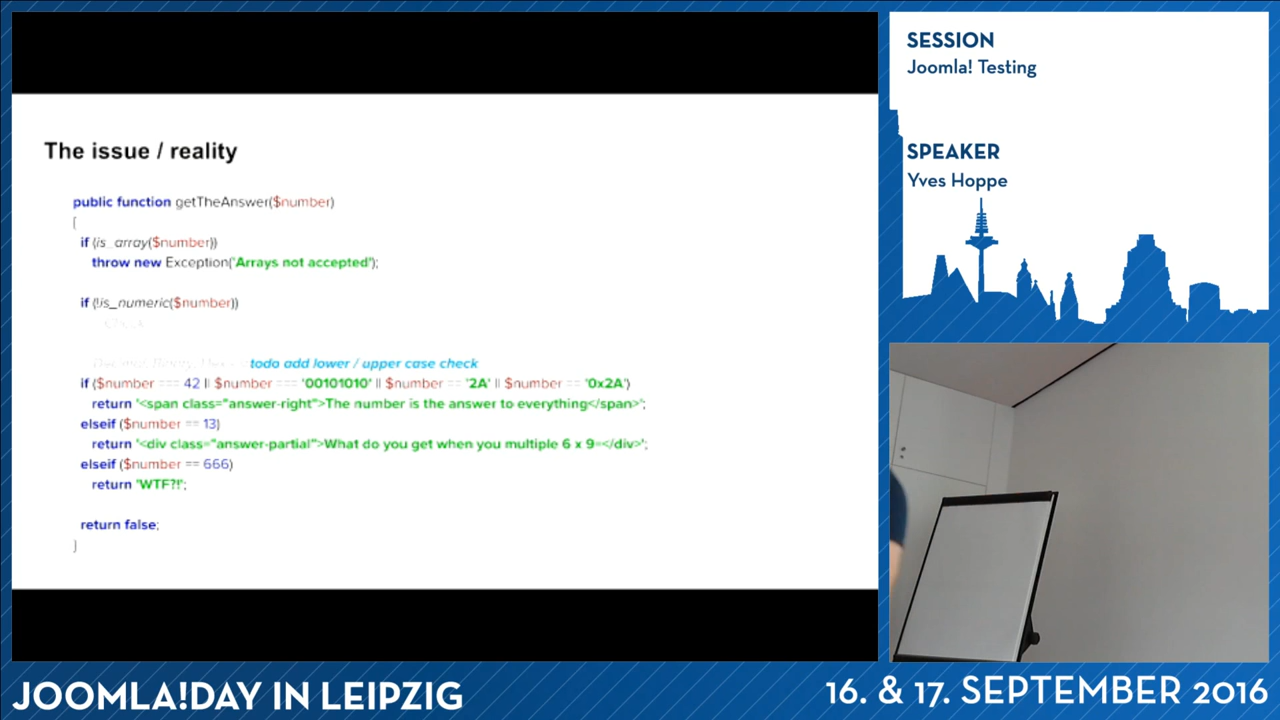 The issue / reality
public function getTheAnswer($number)
{
if (is_array($number))
throw new Exception('Arrays not accepted');
if (!is_numeric($number))
todo add lower / upper case check
if ($number === 42 || $number === '00101010' || $number == '2A' || $number == '0x2A')
return '<span class="answer-right">The number is the answer to everything</span>';
elseif ($number == 13)
return '<div class="answer-partial">What do you get when you multiple 6 x 9=</div>';
elseif ($number == 666)
return 'WTF?!';
return false;
}
SESSION
Joomla! Testing
SPEAKER
Yves Hoppe
JOOMLA!DAY IN LEIPZIG
16. & 17. SEPTEMBER 2016